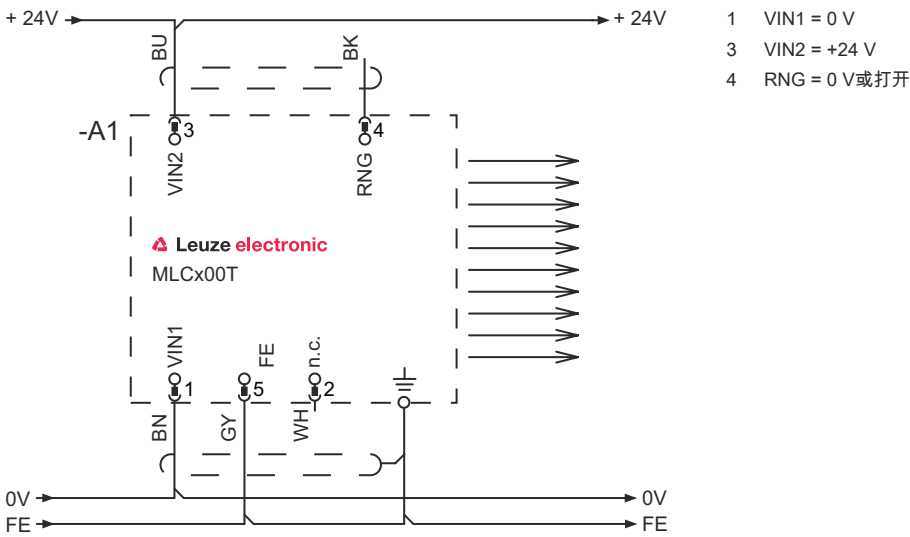 + 24V
+ 24V
1 VIN1 = 0 V
3 VIN2 = +24 V
4 RNG = 0 V或打开
BU
BK
-A1
3
4
VIN2
RNG
Leuze electronic
MLCx00T
VIN1
FE
n.c.
1
5
2
BN
GY
WH
0V
0V
FE
FE